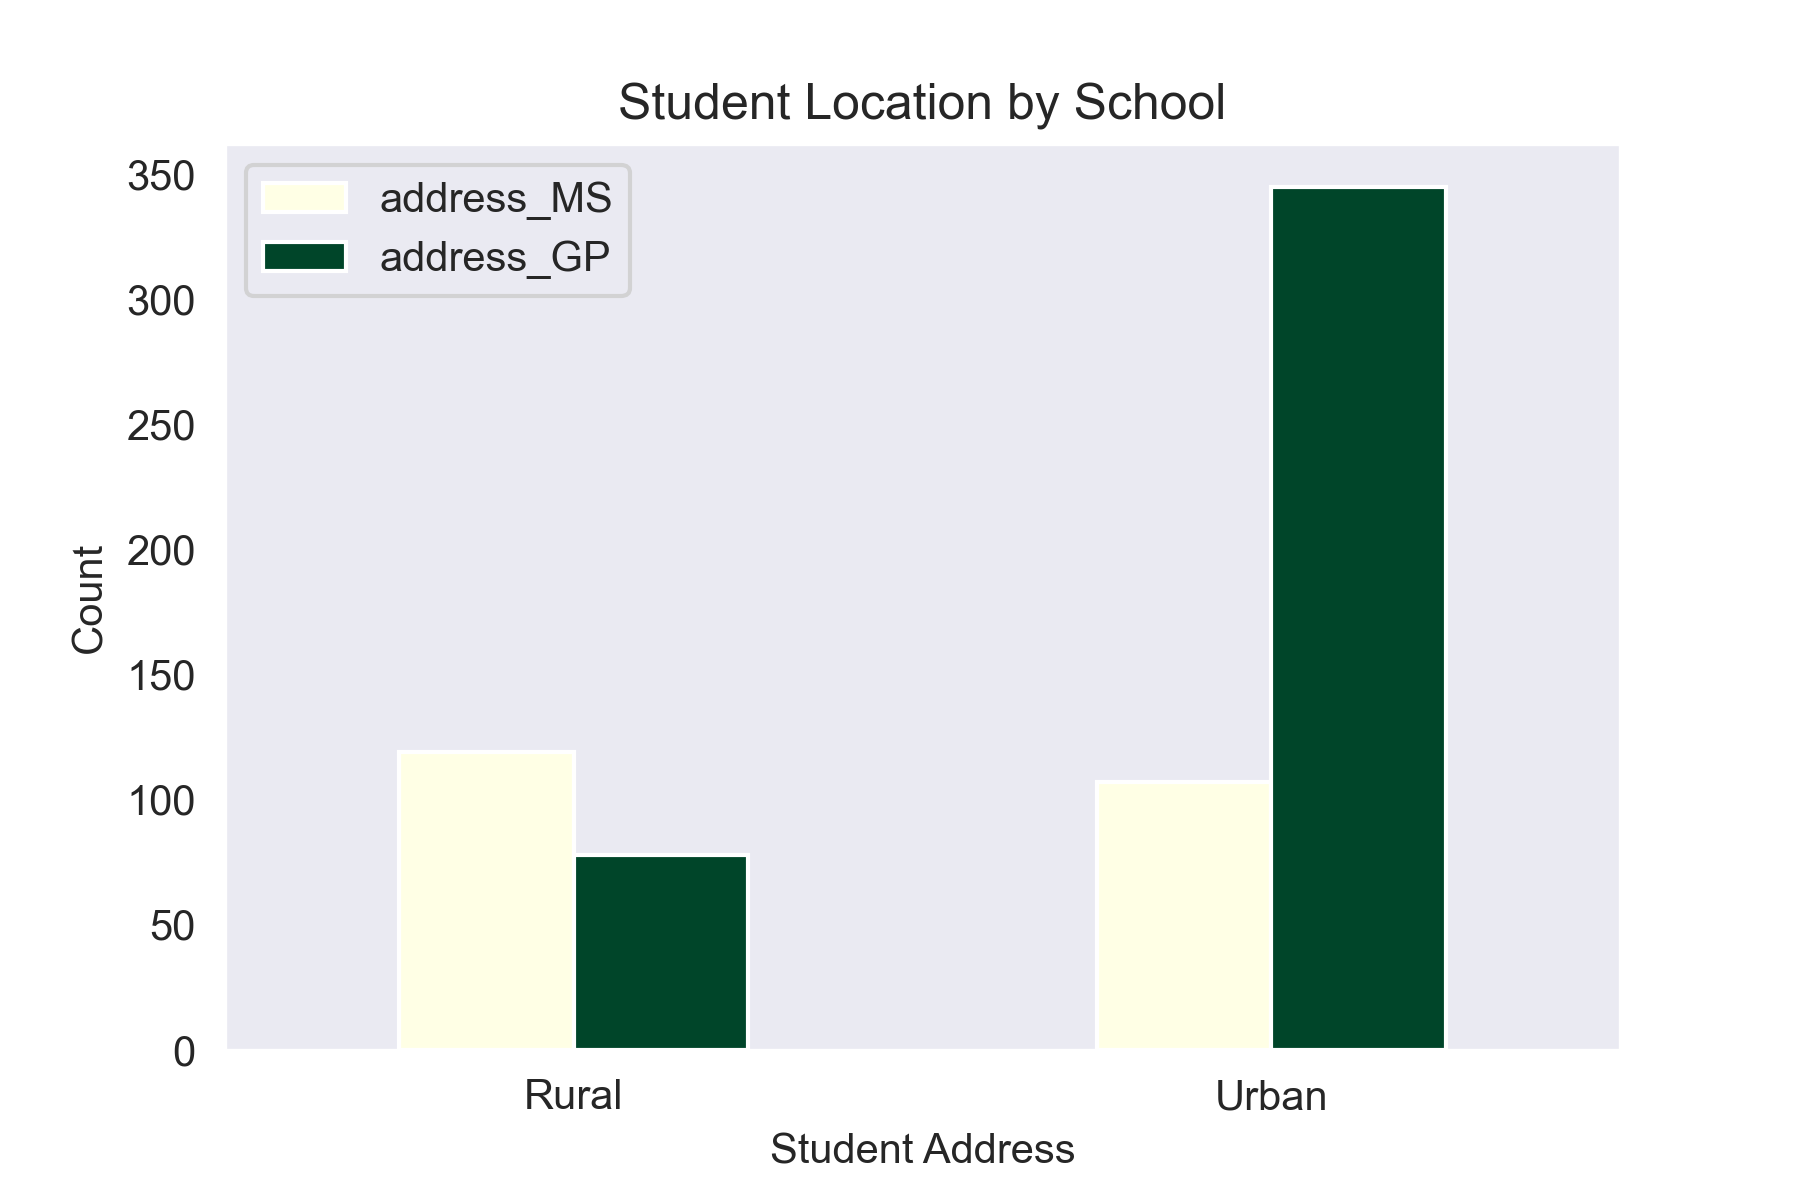 Student Location by School
address_MS
address_GP
350
300
250
200
150
100
50
0
Count
Rural
Urban
Student Address